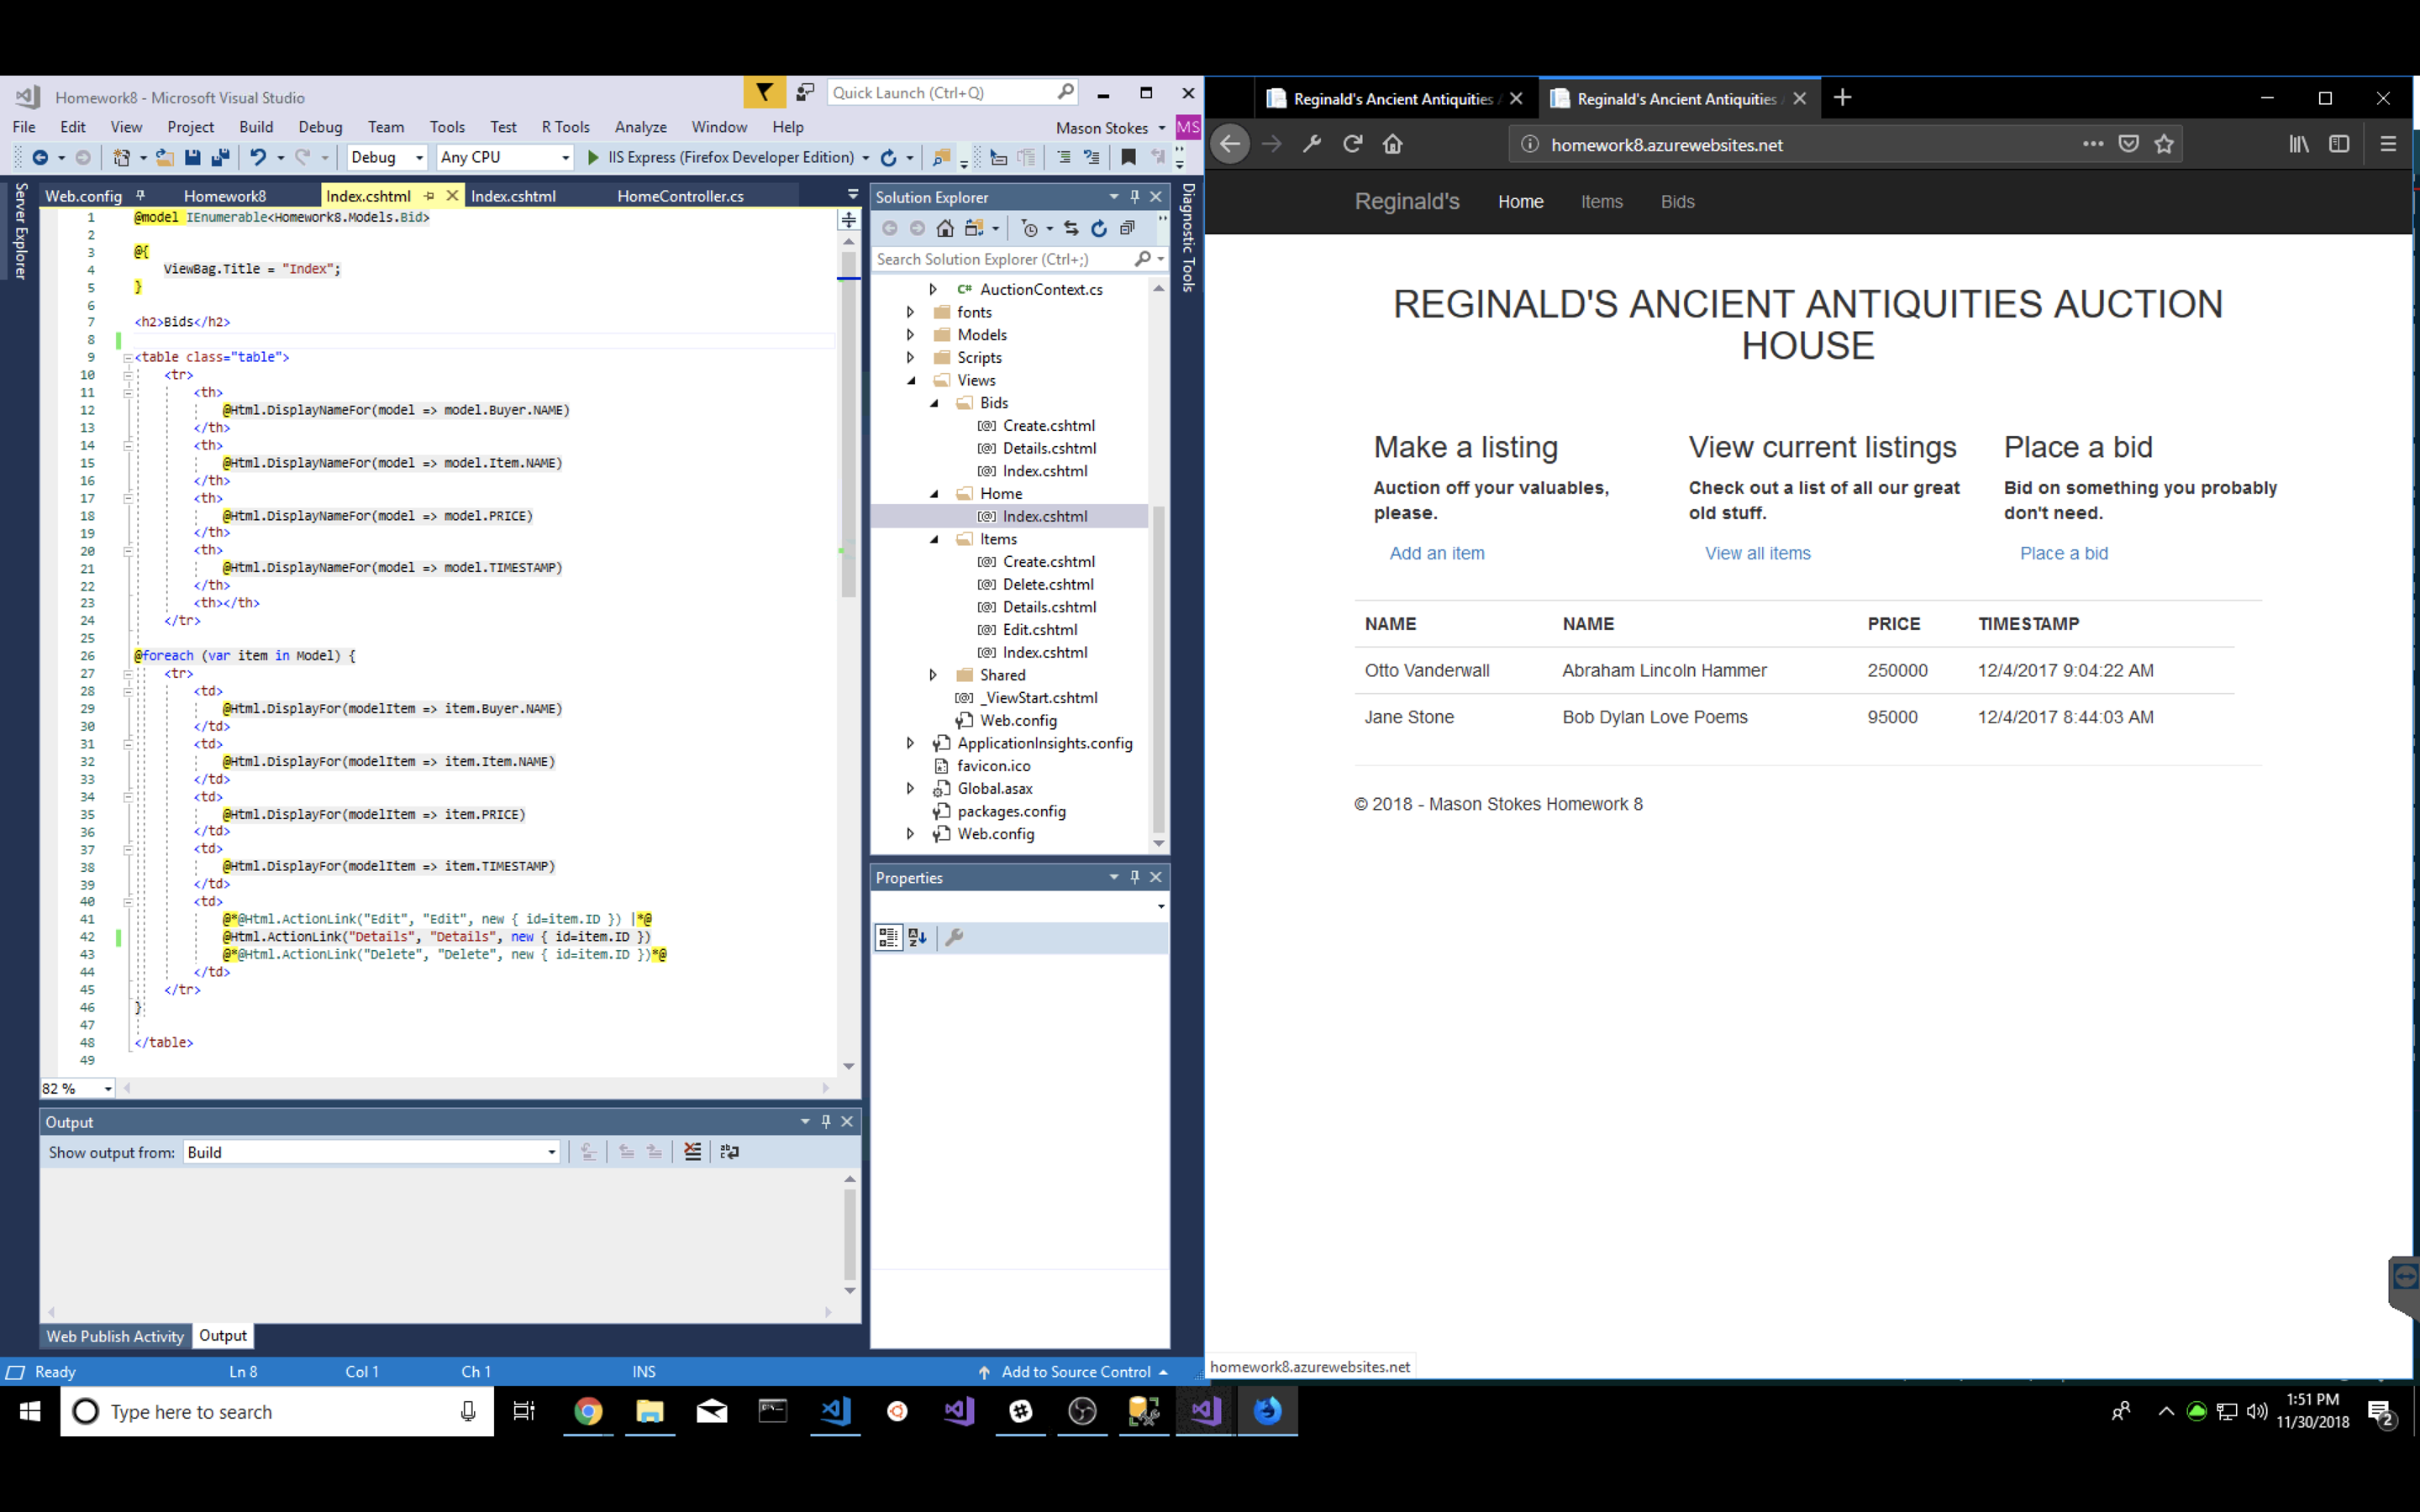 Homework8 - Microsoft Visual Studio
Quick Launch (Ctrl+Q)
File Edit View Project Build Debug Team Tools Test R Tools Analyze Window Help
Mason Stokes MS
Debug Any CPU IIS Express (Firefox Developer Edition)
Server Explorer
Web.config Homework8 Index.cshtml Index.cshtml HomeController.cs
1 @model IEnumerable<Homework8.Models.Bid>
2
3 @{
4 ViewBag.Title = "Index";
5 }
6
7 <h2>Bids</h2>
8
9 <table class="table">
10 <tr>
11 <th>
12 @Html.DisplayNameFor(model => model.Buyer.NAME)
13 </th>
14 <th>
15 @Html.DisplayNameFor(model => model.Item.NAME)
16 </th>
17 <th>
18 @Html.DisplayNameFor(model => model.PRICE)
19 </th>
20 <th>
21 @Html.DisplayNameFor(model => model.TIMESTAMP)
22 </th>
23 <th></th>
24 </tr>
25
26 @foreach (var item in Model) {
27 <tr>
28 <td>
29 @Html.DisplayFor(modelItem => item.Buyer.NAME)
30 </td>
31 <td>
32 @Html.DisplayFor(modelItem => item.Item.NAME)
33 </td>
34 <td>
35 @Html.DisplayFor(modelItem => item.PRICE)
36 </td>
37 <td>
38 @Html.DisplayFor(modelItem => item.TIMESTAMP)
39 </td>
40 <td>
41 @*@Html.ActionLink("Edit", "Edit", new { id=item.ID }) |*@
42 @Html.ActionLink("Details", "Details", new { id=item.ID })
43 @*@Html.ActionLink("Delete", "Delete", new { id=item.ID })*@
44 </td>
45 </tr>
46 }
47
48 </table>
49
82 %
Output
Show output from: Build
Web Publish Activity Output
Solution Explorer
Search Solution Explorer (Ctrl+;)
C# AuctionContext.cs
fonts
Models
Scripts
Views
Bids
[@] Create.cshtml
[@] Details.cshtml
[@] Index.cshtml
Home
[@] Index.cshtml
Items
[@] Create.cshtml
[@] Delete.cshtml
[@] Details.cshtml
[@] Edit.cshtml
[@] Index.cshtml
Shared
[@] _ViewStart.cshtml
Web.config
ApplicationInsights.config
favicon.ico
Global.asax
packages.config
Web.config
Properties
Diagnostic Tools
Ready Ln 8 Col 1 Ch 1 INS Add to Source Control
Reginald's Ancient Antiquities Reginald's Ancient Antiquities
homework8.azurewebsites.net
Reginald's Home Items Bids
REGINALD'S ANCIENT ANTIQUITIES AUCTION
HOUSE
Make a listing
Auction off your valuables,
please.
Add an item
View current listings
Check out a list of all our great
old stuff.
View all items
Place a bid
Bid on something you probably
don't need.
Place a bid
NAME NAME PRICE TIMESTAMP
Otto Vanderwall Abraham Lincoln Hammer 250000 12/4/2017 9:04:22 AM
Jane Stone Bob Dylan Love Poems 95000 12/4/2017 8:44:03 AM
© 2018 - Mason Stokes Homework 8
homework8.azurewebsites.net
Type here to search
1:51 PM
11/30/2018
2